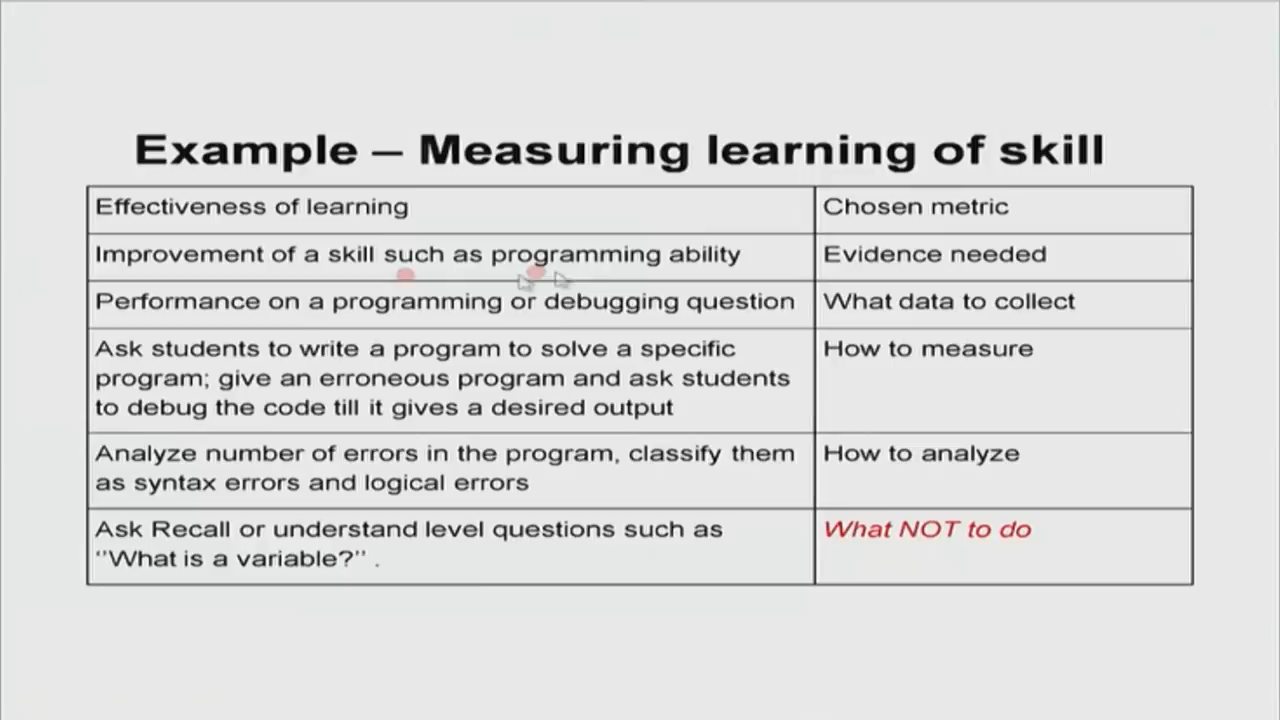 Example – Measuring learning of skill
Effectiveness of learning
Chosen metric
Improvement of a skill such as programming ability
Evidence needed
Performance on a programming or debugging question
What data to collect
Ask students to write a program to solve a specific
program; give an erroneous program and ask students
to debug the code till it gives a desired output
How to measure
Analyze number of errors in the program, classify them
as syntax errors and logical errors
How to analyze
Ask Recall or understand level questions such as
‘’What is a variable?’’ .
What NOT to do